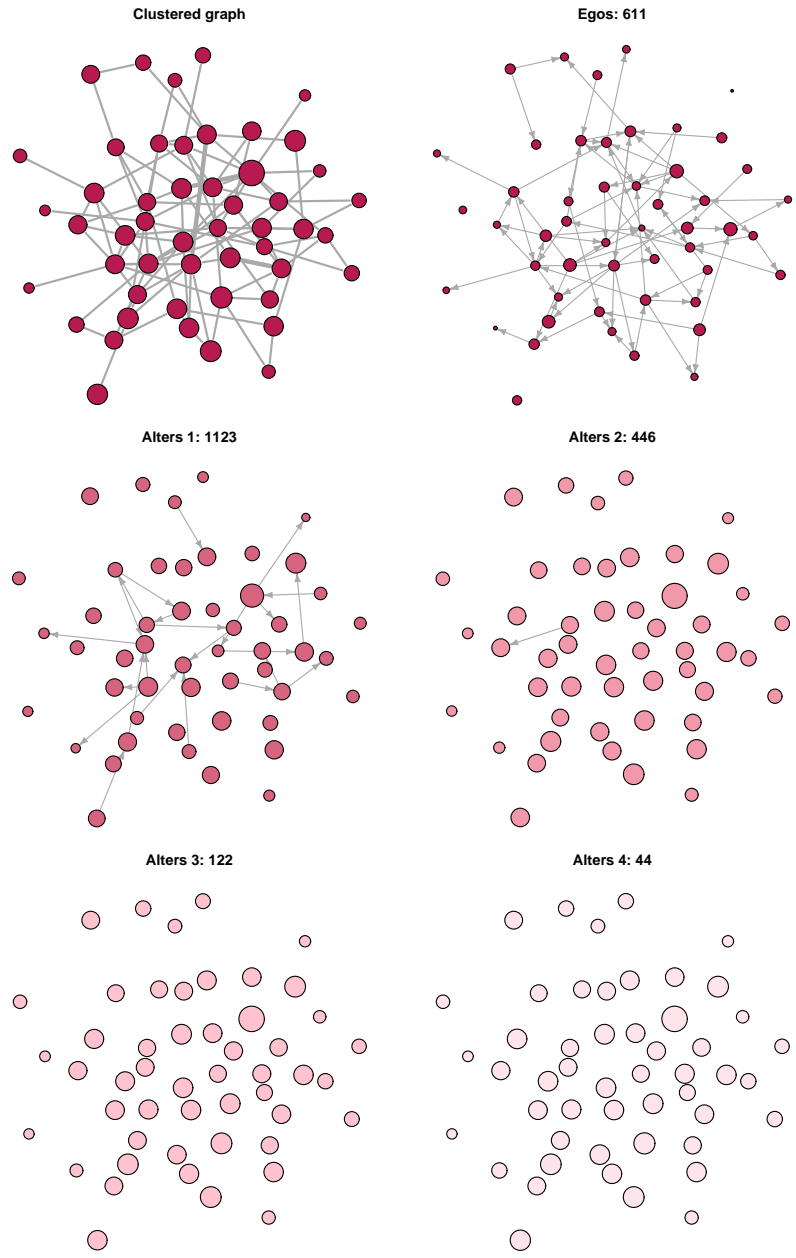 Clustered graph
Egos: 611
Alters 1: 1123
Alters 2: 446
Alters 3: 122
Alters 4: 44